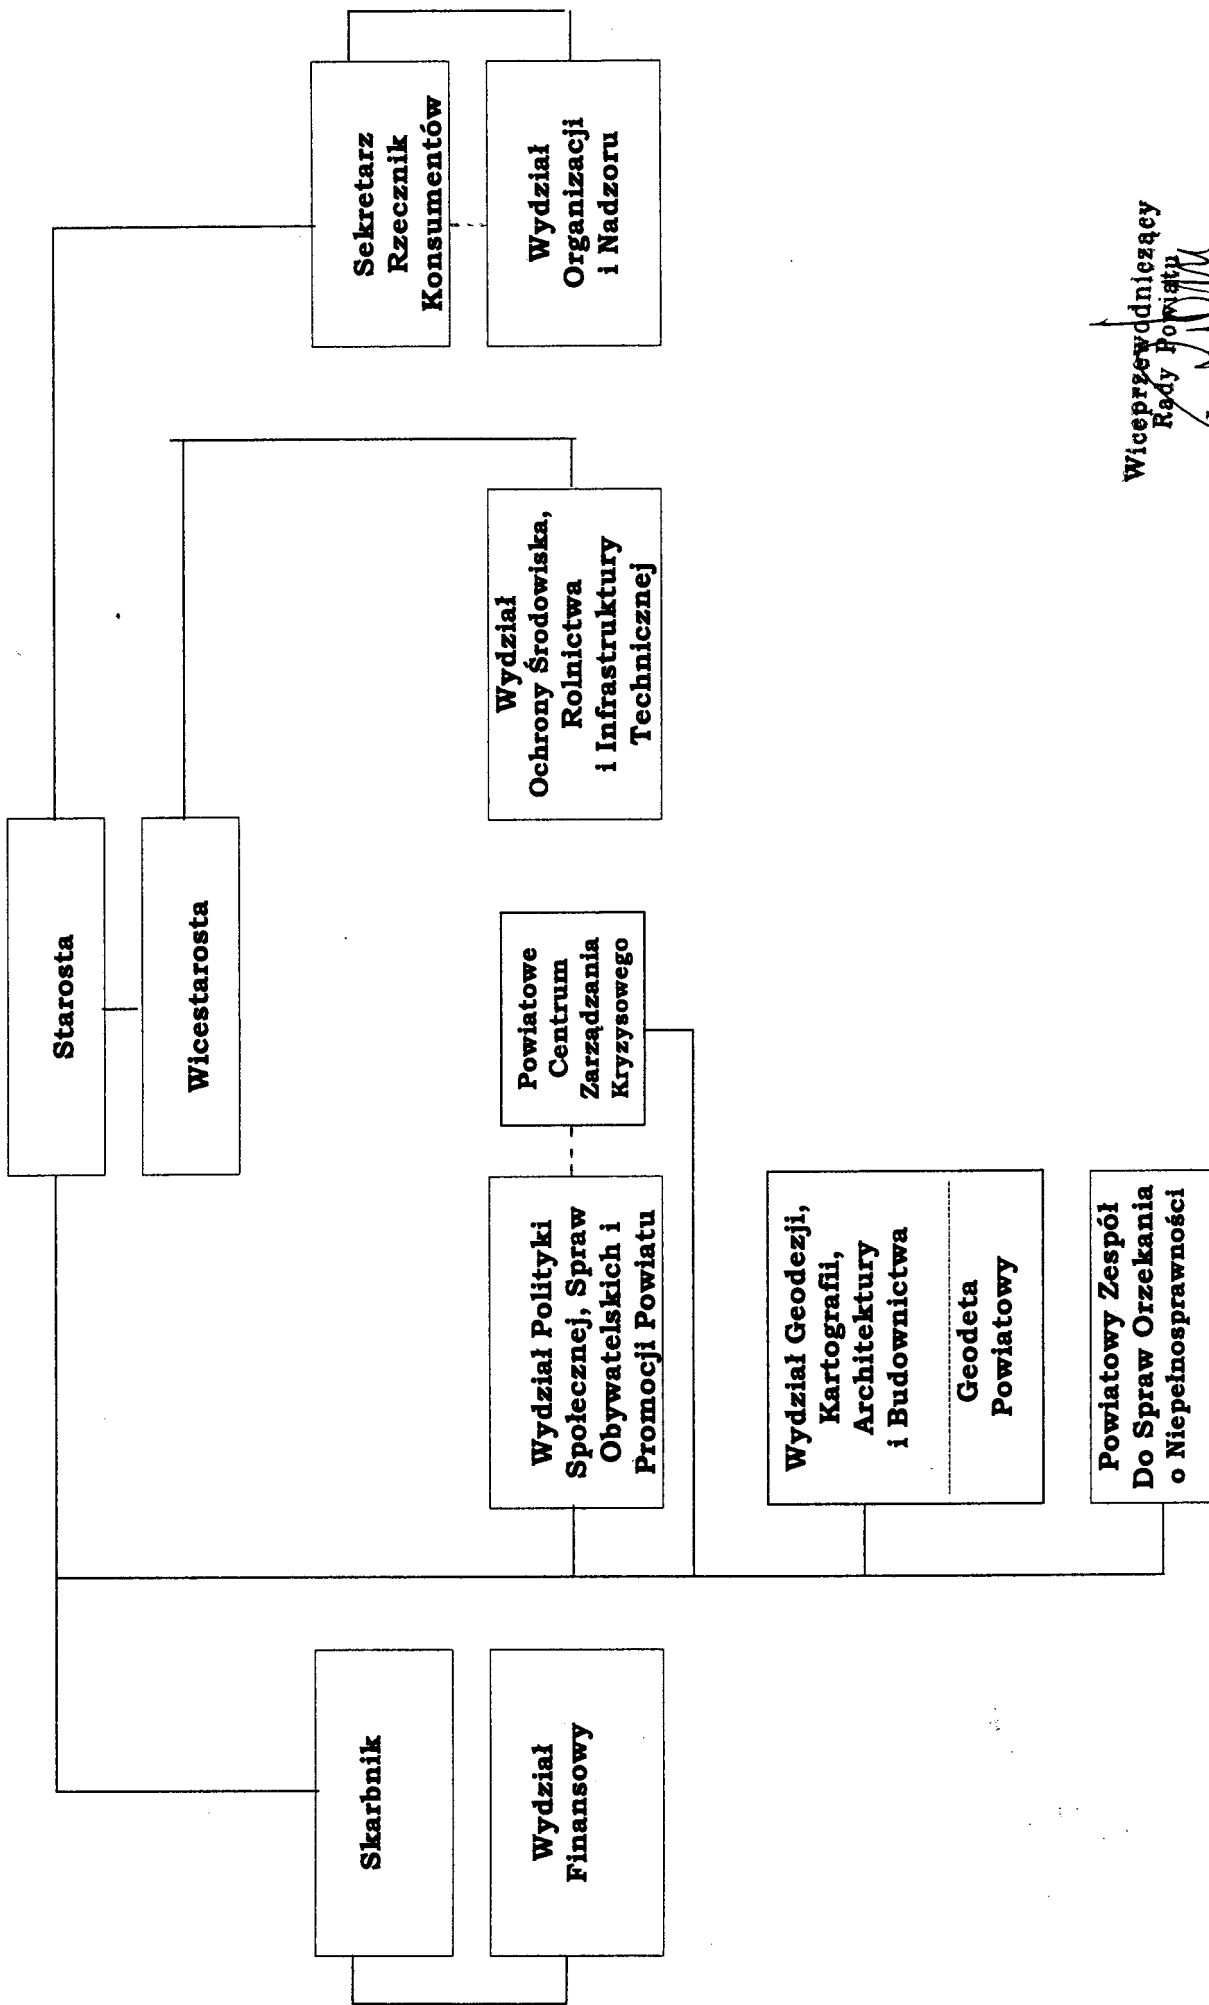 Starosta
Wicestarosta
Skarbnik
Wydział
Finansowy
Wydział Polityki
Społecznej, Spraw
Obywatelskich i
Promocji Powiatu
Powiatowe
Centrum
Zarządzania
Kryzysowego
Wydział
Ochrony Środowiska,
Rolnictwa
i Infrastruktury
Technicznej
Sekretarz
Rzecznik
Konsumentów
Wydział
Organizacji
i Nadzoru
Wydział Geodezji,
Kartografii,
Architektury
i Budownictwa
Geodeta
Powiatowy
Powiatowy Zespół
Do Spraw Orzekania
o Niepełnosprawności
Wiceprzewodniczący
Rady Powiatu